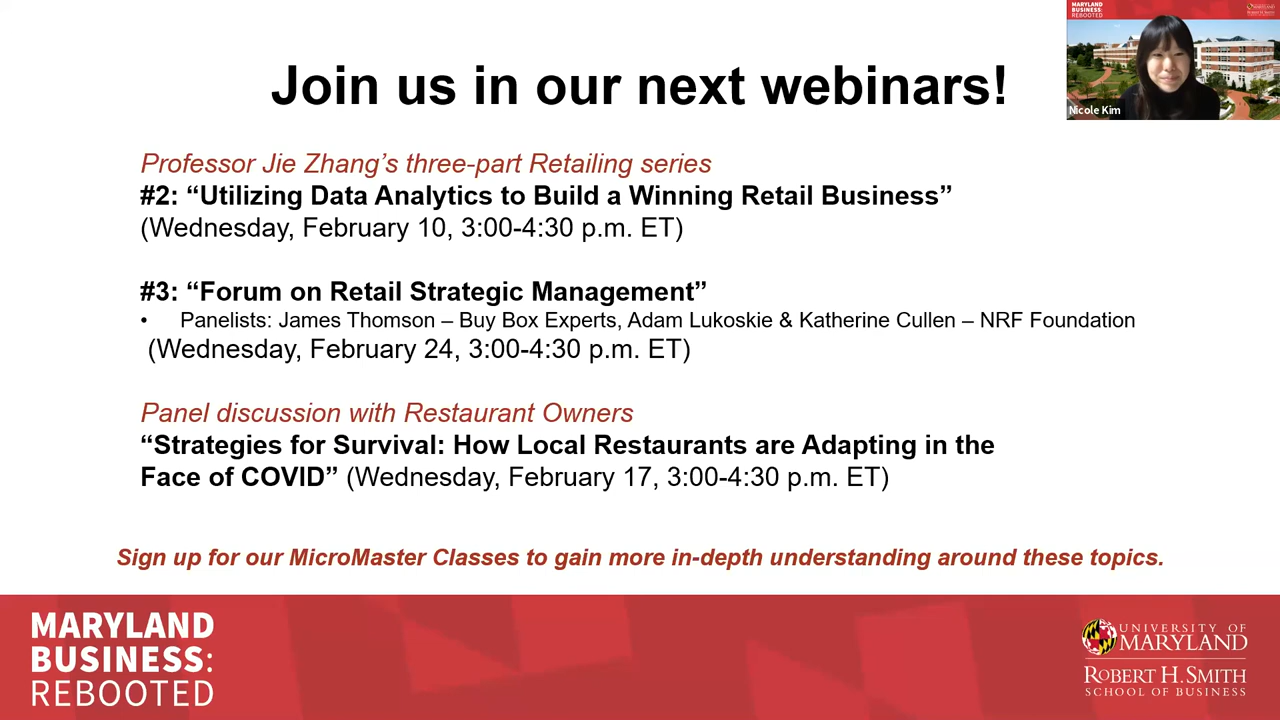 Join us in our next webinars!
MARYLAND
BUSINESS:
REBOOTED
Nicole Kim
Professor Jie Zhang’s three-part Retailing series
#2: “Utilizing Data Analytics to Build a Winning Retail Business”
(Wednesday, February 10, 3:00-4:30 p.m. ET)
#3: “Forum on Retail Strategic Management”
• Panelists: James Thomson – Buy Box Experts, Adam Lukoskie & Katherine Cullen – NRF Foundation
(Wednesday, February 24, 3:00-4:30 p.m. ET)
Panel discussion with Restaurant Owners
“Strategies for Survival: How Local Restaurants are Adapting in the
Face of COVID” (Wednesday, February 17, 3:00-4:30 p.m. ET)
Sign up for our MicroMaster Classes to gain more in-depth understanding around these topics.
MARYLAND
BUSINESS:
REBOOTED
UNIVERSITY OF
MARYLAND
ROBERT H. SMITH
SCHOOL OF BUSINESS